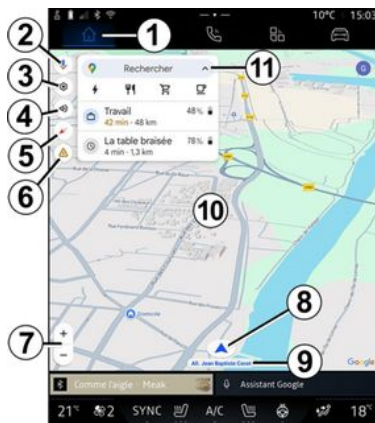 10°C 15:03
1
2
3
4
5
6
7
8
9
10
11
Rechercher
G
Travail
48%
42 min · 48 km
La table braisée
78%
4 min · 1,3 km
+
−
All. Jean Baptiste Corot
Google
Comme l'aigle - Meak
Assistant Google
21°c
2
SYNC
A/C
18°c